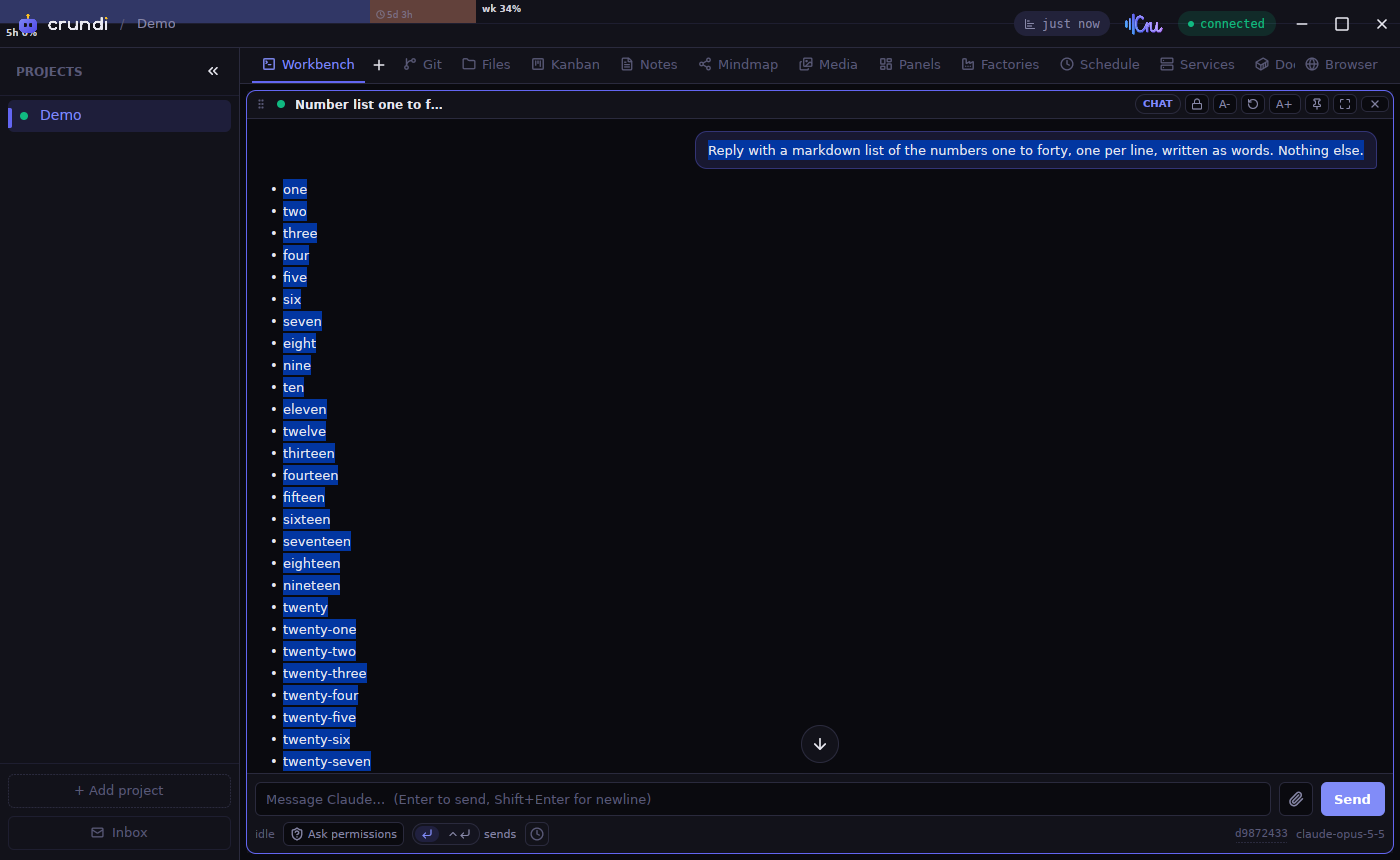 wk 34%
5d 3h
crundi / Demo
just now
Cru
connected
PROJECTS
Workbench
Git
Files
Kanban
Notes
Mindmap
Media
Panels
Factories
Schedule
Services
Browser
Demo
Number list one to f…
CHAT
A-
A+
Reply with a markdown list of the numbers one to forty, one per line, written as words. Nothing else.
• one
• two
• three
• four
• five
• six
• seven
• eight
• nine
• ten
• eleven
• twelve
• thirteen
• fourteen
• fifteen
• sixteen
• seventeen
• eighteen
• nineteen
• twenty
• twenty-one
• twenty-two
• twenty-three
• twenty-four
• twenty-five
• twenty-six
• twenty-seven
+ Add project
Message Claude… (Enter to send, Shift+Enter for newline)
Send
Inbox
idle
Ask permissions
sends
d9872433
claude-opus-5-5